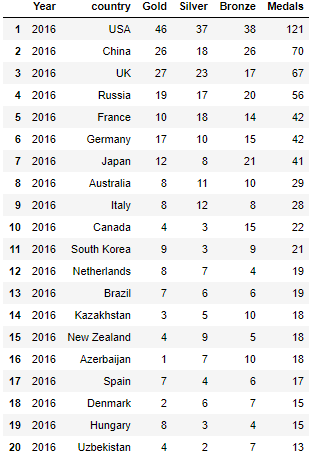 Year country Gold Silver Bronze Medals
1 2016 USA 46 37 38 121
2 2016 China 26 18 26 70
3 2016 UK 27 23 17 67
4 2016 Russia 19 17 20 56
5 2016 France 10 18 14 42
6 2016 Germany 17 10 15 42
7 2016 Japan 12 8 21 41
8 2016 Australia 8 11 10 29
9 2016 Italy 8 12 8 28
10 2016 Canada 4 3 15 22
11 2016 South Korea 9 3 9 21
12 2016 Netherlands 8 7 4 19
13 2016 Brazil 7 6 6 19
14 2016 Kazakhstan 3 5 10 18
15 2016 New Zealand 4 9 5 18
16 2016 Azerbaijan 1 7 10 18
17 2016 Spain 7 4 6 17
18 2016 Denmark 2 6 7 15
19 2016 Hungary 8 3 4 15
20 2016 Uzbekistan 4 2 7 13